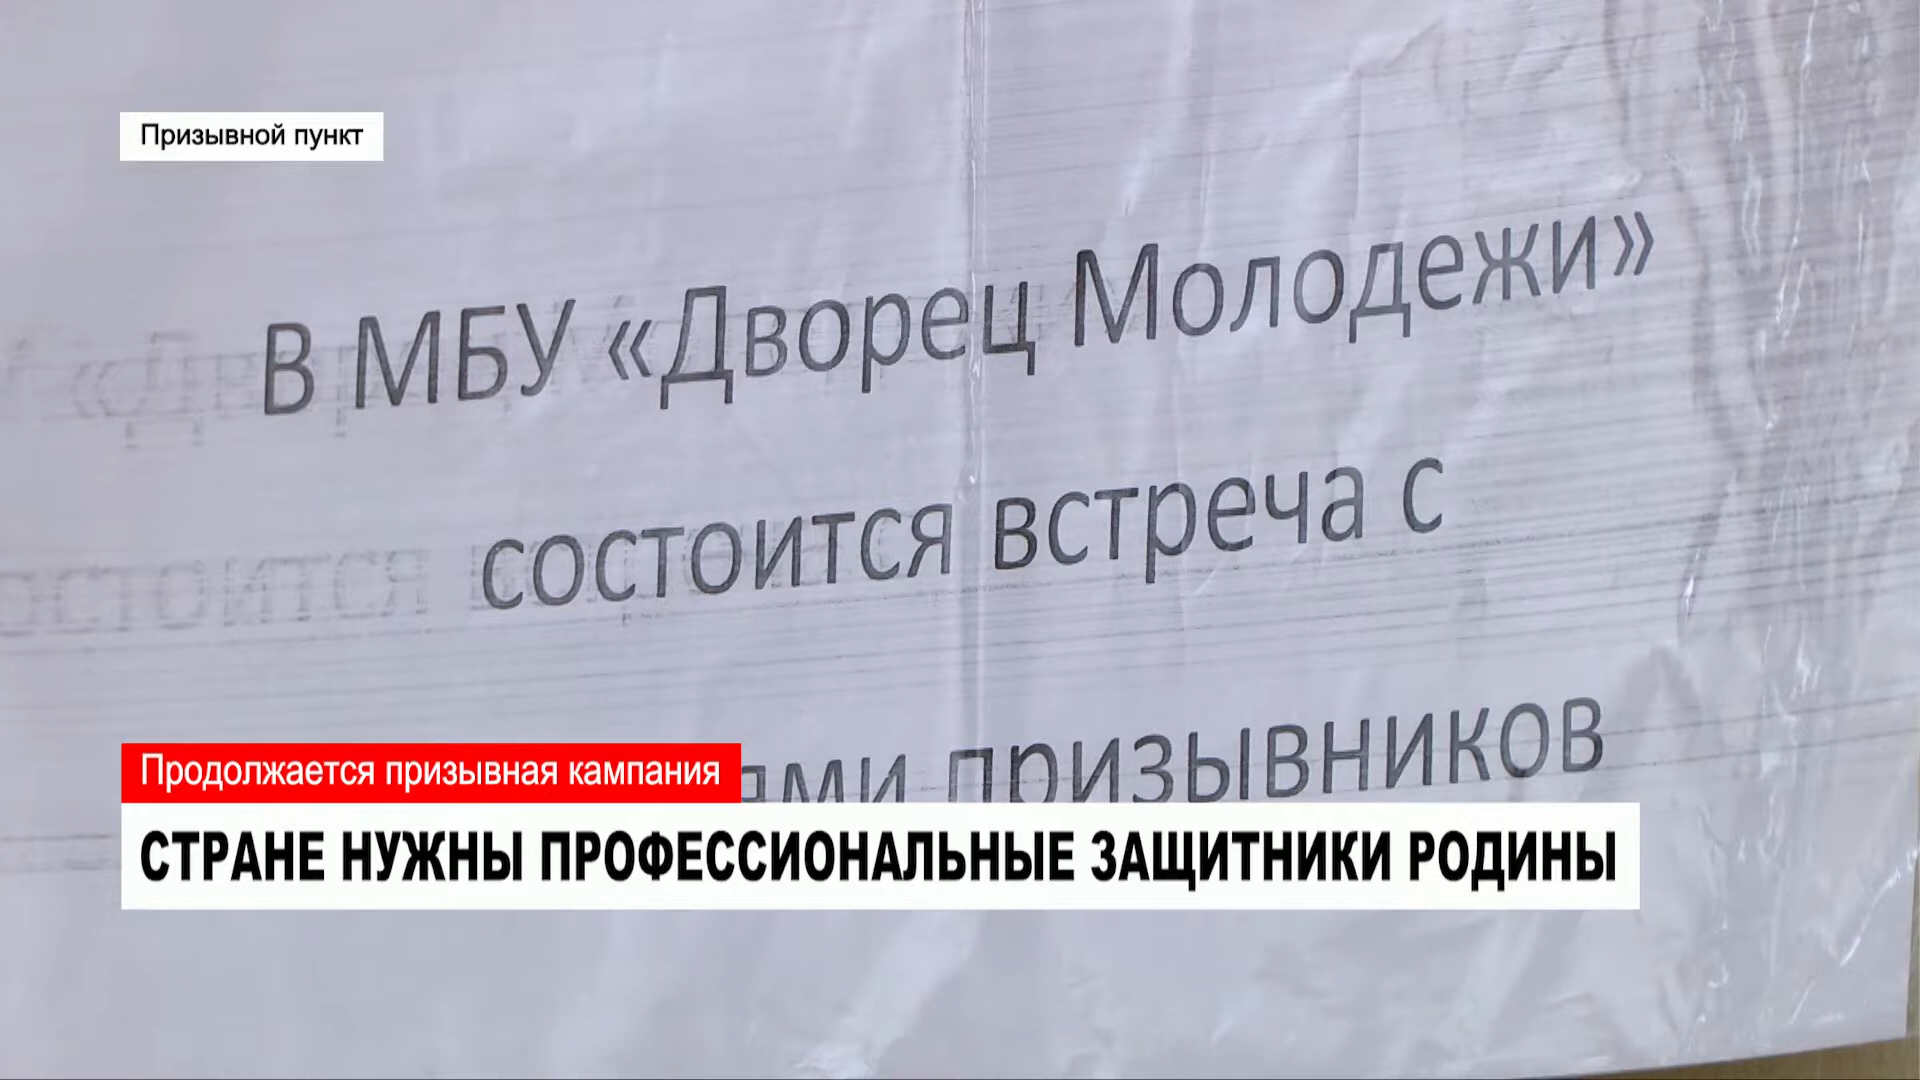 Призывной пункт
В МБУ «Дворец Молодежи»
состоится встреча с
призывников
Продолжается призывная кампания
СТРАНЕ НУЖНЫ ПРОФЕССИОНАЛЬНЫЕ ЗАЩИТНИКИ РОДИНЫ